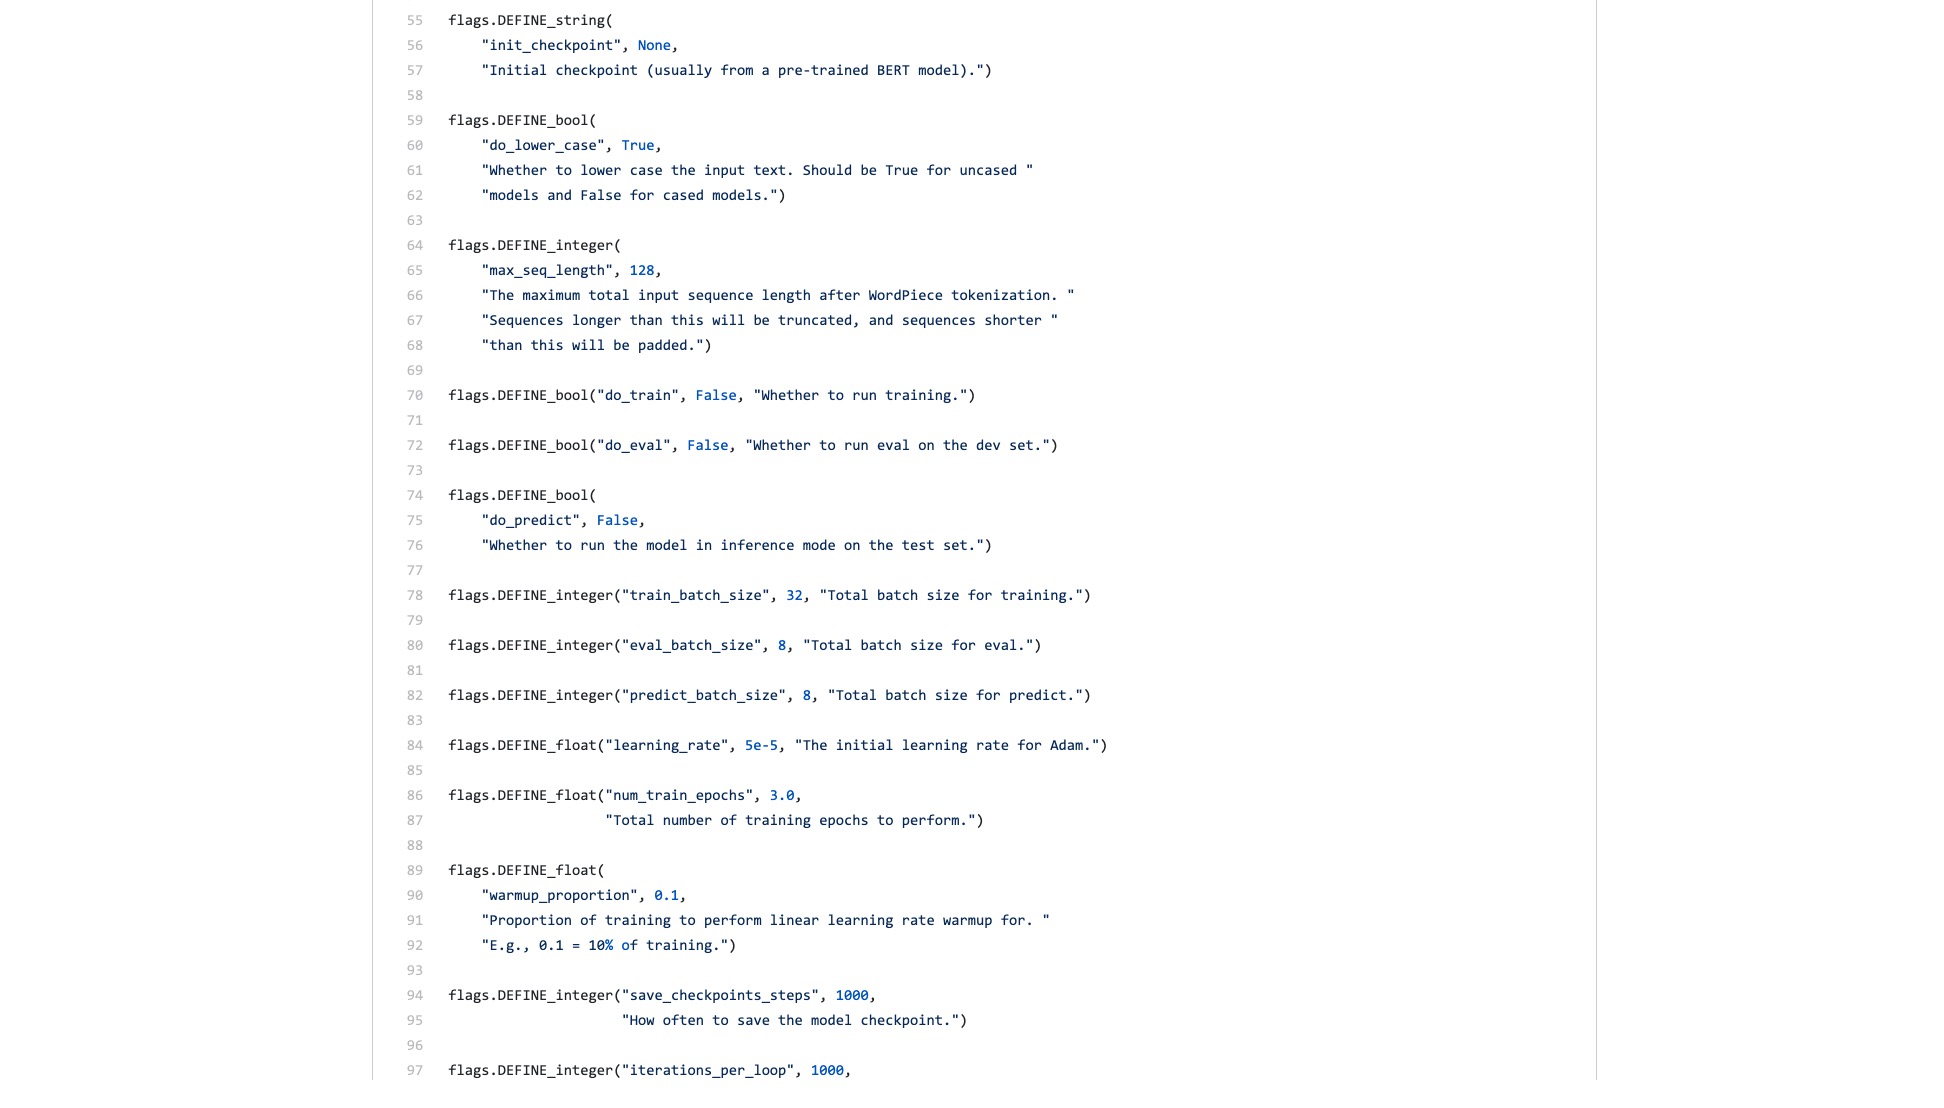 55 flags.DEFINE_string(
56     "init_checkpoint", None,
57     "Initial checkpoint (usually from a pre-trained BERT model).")
58
59 flags.DEFINE_bool(
60     "do_lower_case", True,
61     "Whether to lower case the input text. Should be True for uncased "
62     "models and False for cased models.")
63
64 flags.DEFINE_integer(
65     "max_seq_length", 128,
66     "The maximum total input sequence length after WordPiece tokenization. "
67     "Sequences longer than this will be truncated, and sequences shorter "
68     "than this will be padded.")
69
70 flags.DEFINE_bool("do_train", False, "Whether to run training.")
71
72 flags.DEFINE_bool("do_eval", False, "Whether to run eval on the dev set.")
73
74 flags.DEFINE_bool(
75     "do_predict", False,
76     "Whether to run the model in inference mode on the test set.")
77
78 flags.DEFINE_integer("train_batch_size", 32, "Total batch size for training.")
79
80 flags.DEFINE_integer("eval_batch_size", 8, "Total batch size for eval.")
81
82 flags.DEFINE_integer("predict_batch_size", 8, "Total batch size for predict.")
83
84 flags.DEFINE_float("learning_rate", 5e-5, "The initial learning rate for Adam.")
85
86 flags.DEFINE_float("num_train_epochs", 3.0,
87                    "Total number of training epochs to perform.")
88
89 flags.DEFINE_float(
90     "warmup_proportion", 0.1,
91     "Proportion of training to perform linear learning rate warmup for. "
92     "E.g., 0.1 = 10% of training.")
93
94 flags.DEFINE_integer("save_checkpoints_steps", 1000,
95                      "How often to save the model checkpoint.")
96
97 flags.DEFINE_integer("iterations_per_loop", 1000,